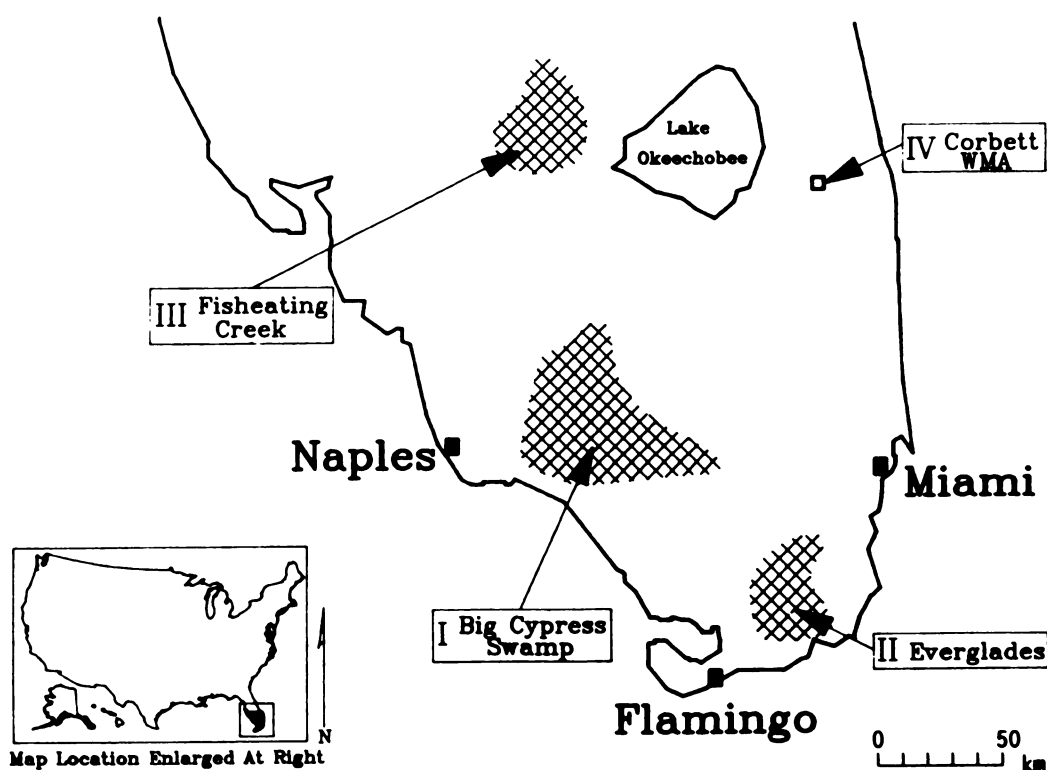 Lake
Okeechobee
IV Corbett
WMA
III Fisheating
Creek
Naples
Miami
I Big Cypress
Swamp
II Everglades
Flamingo
N
Map Location Enlarged At Right
0 50
km